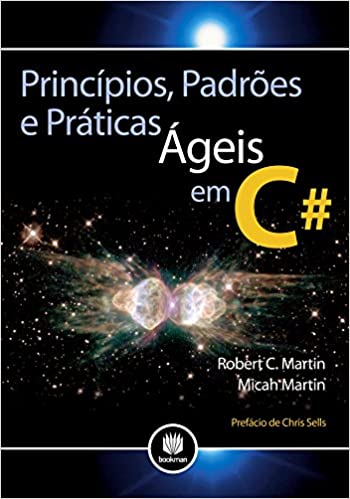 Princípios, Padrões
e Práticas
Ágeis
em C#
Robert C. Martin
Micah Martin
Prefácio de Chris Sells
bookman